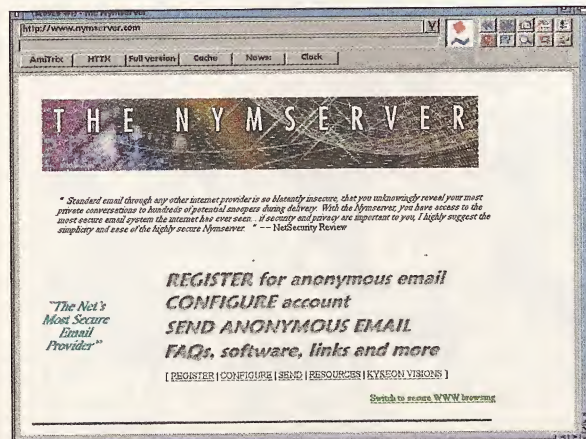 The Nymserver.
http://www.nymserver.com
V
AmiTrix HTTX Full version Cache News: Clock
THE NYMSERVER
" Standard email through any other internet provider is so blatently insecure, that you unknowingly reveal your most
private conversations to hundreds of potential snoopers during delivery. With the Nymserver, you have access to the
most secure email system the internet has ever seen... if security and privacy are important to you, I highly suggest the
simplicity and ease of the highly secure Nymserver. " -- NetSecurity Review
REGISTER for anonymous email
CONFIGURE account
SEND ANONYMOUS EMAIL
FAQs, software, links and more
"The Net's
Most Secure
Email
Provider"
[ REGISTER | CONFIGURE | SEND | RESOURCES | KYKEON VISIONS ]
Switch to secure WWW browsing